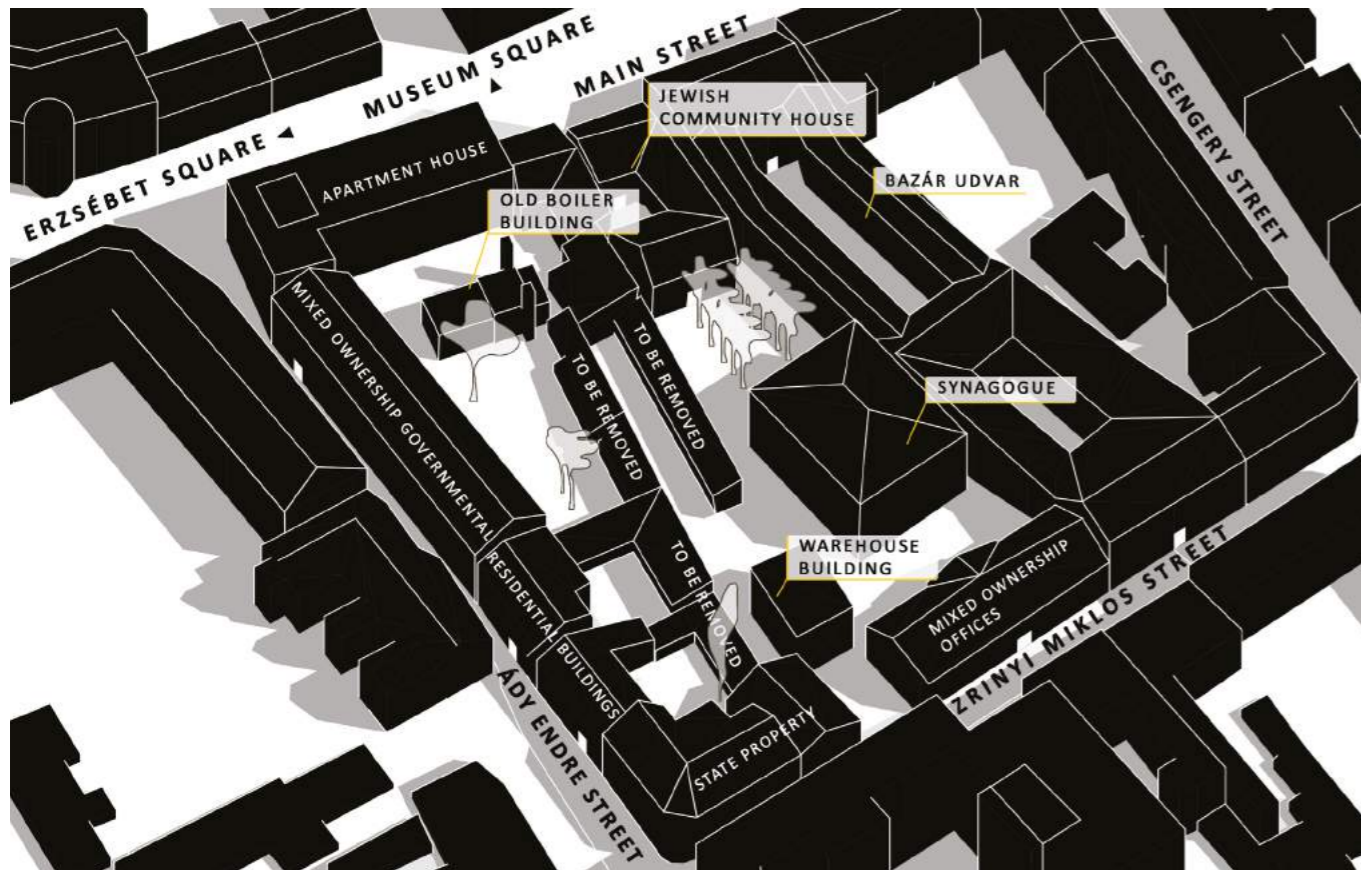 ERZSÉBET SQUARE
MUSEUM SQUARE
MAIN STREET
CSENGERY STREET
JEWISH
COMMUNITY HOUSE
APARTMENT HOUSE
BAZÁR UDVAR
OLD BOILER
BUILDING
MIXED OWNERSHIP GOVERNMENTAL RESIDENTIAL BUILDINGS
TO BE REMOVED
TO BE REMOVED
SYNAGOGUE
TO BE REMOVED
WAREHOUSE
BUILDING
MIXED OWNERSHIP
OFFICES
ZRINYI MIKLOS STREET
ADY ENDRE STREET
STATE PROPERTY